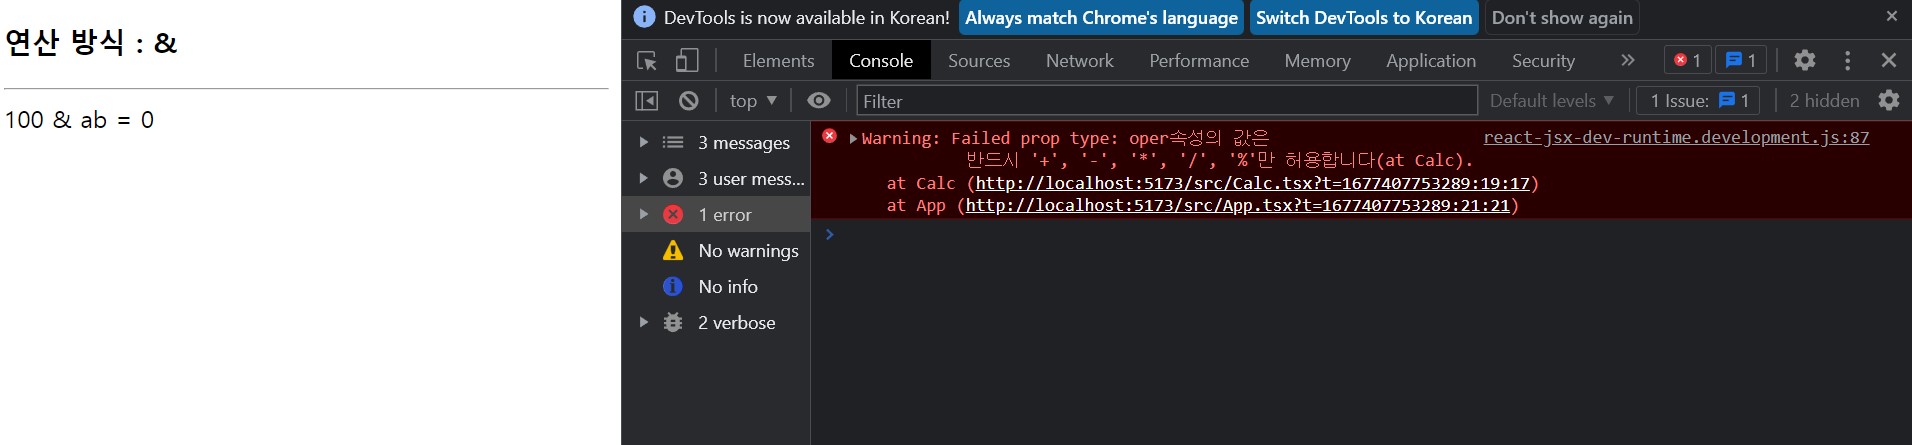 연산 방식 : &
100 & ab = 0
DevTools is now available in Korean! Always match Chrome's language Switch DevTools to Korean Don't show again ×
Elements Console Sources Network Performance Memory Application Security » 1 1
top ▼ Filter Default levels ▼ 1 Issue: 1 2 hidden
3 messages
3 user mess...
1 error
No warnings
No info
2 verbose
Warning: Failed prop type: oper속성의 값은 react-jsx-dev-runtime.development.js:87
반드시 '+', '-', '*', '/', '%'만 허용합니다(at Calc).
at Calc (http://localhost:5173/src/Calc.tsx?t=1677407753289:19:17)
at App (http://localhost:5173/src/App.tsx?t=1677407753289:21:21)